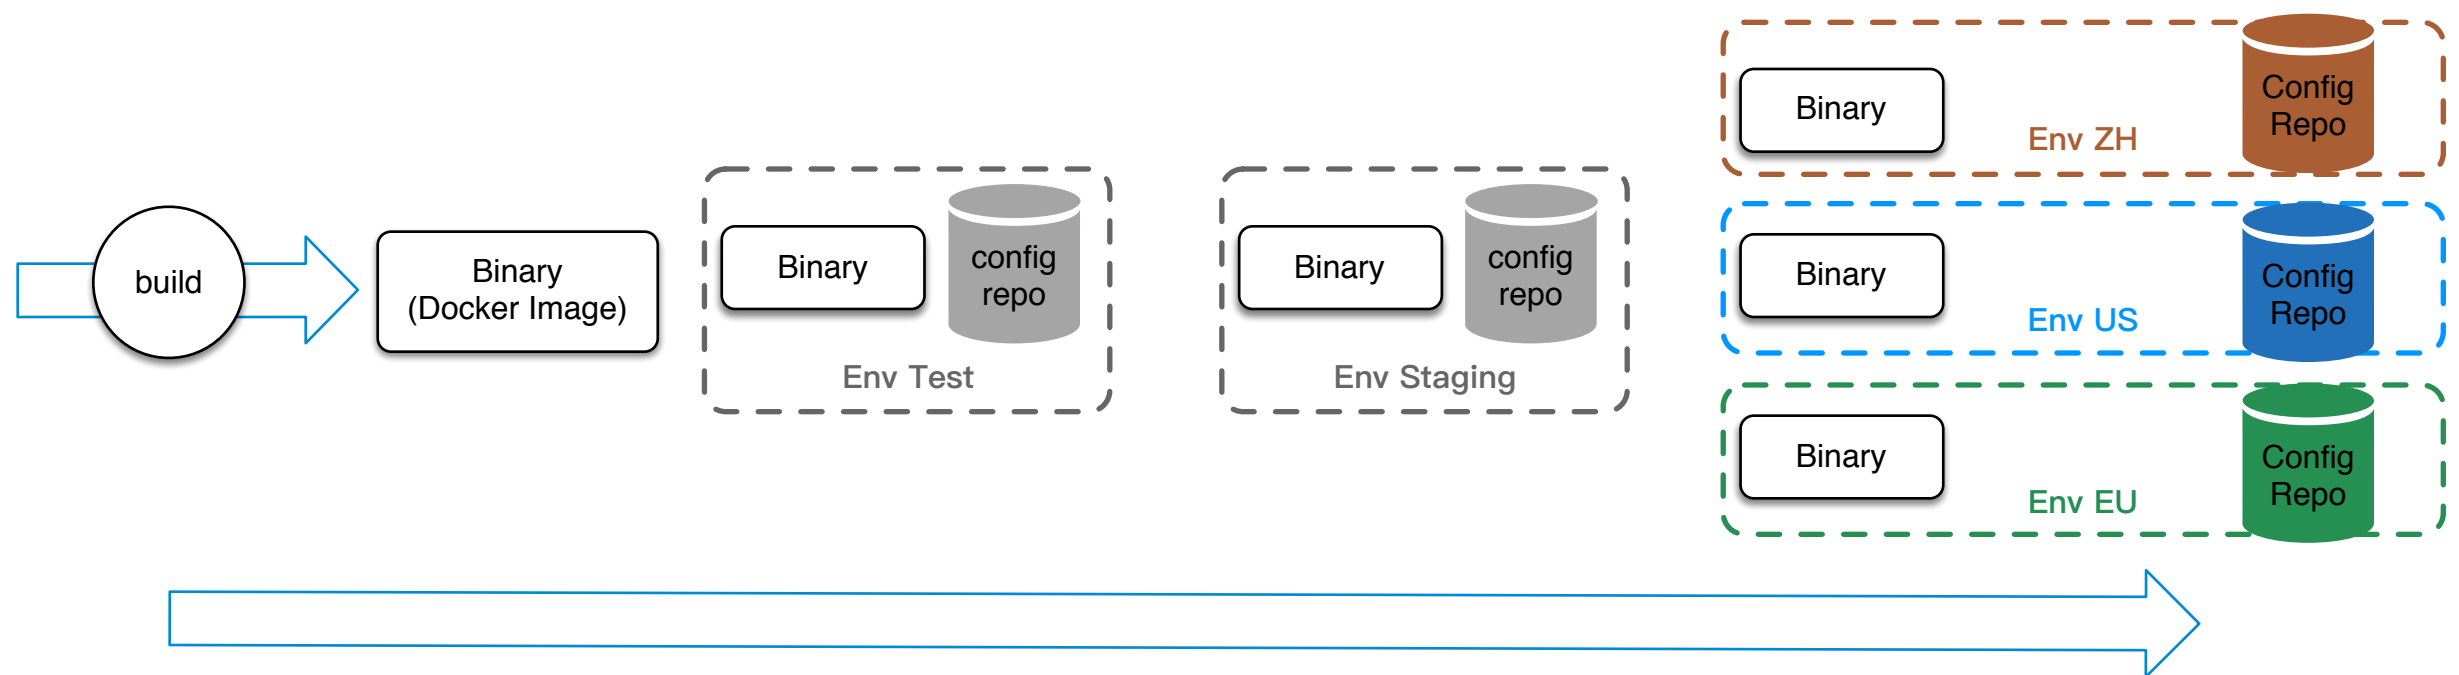 build
Binary
(Docker Image)
Binary
config
repo
Env Test
Binary
config
repo
Env Staging
Binary
Env ZH
Config
Repo
Binary
Env US
Config
Repo
Binary
Env EU
Config
Repo